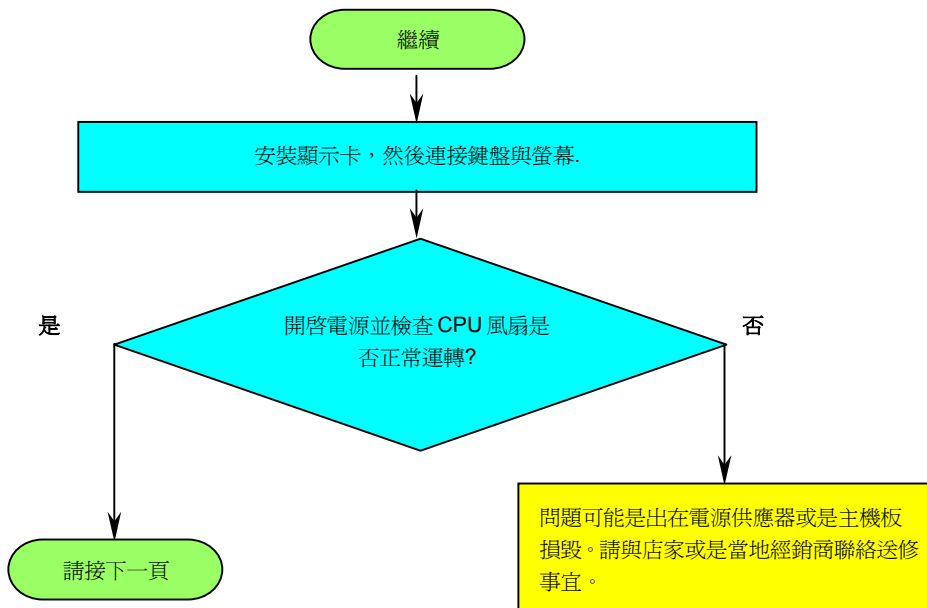 繼續
安裝顯示卡，然後連接鍵盤與螢幕.
是
開啓電源並檢查 CPU 風扇是
否正常運轉?
否
問題可能是出在電源供應器或是主機板
損毀。請與店家或是當地經銷商聯絡送修
事宜。
請接下一頁